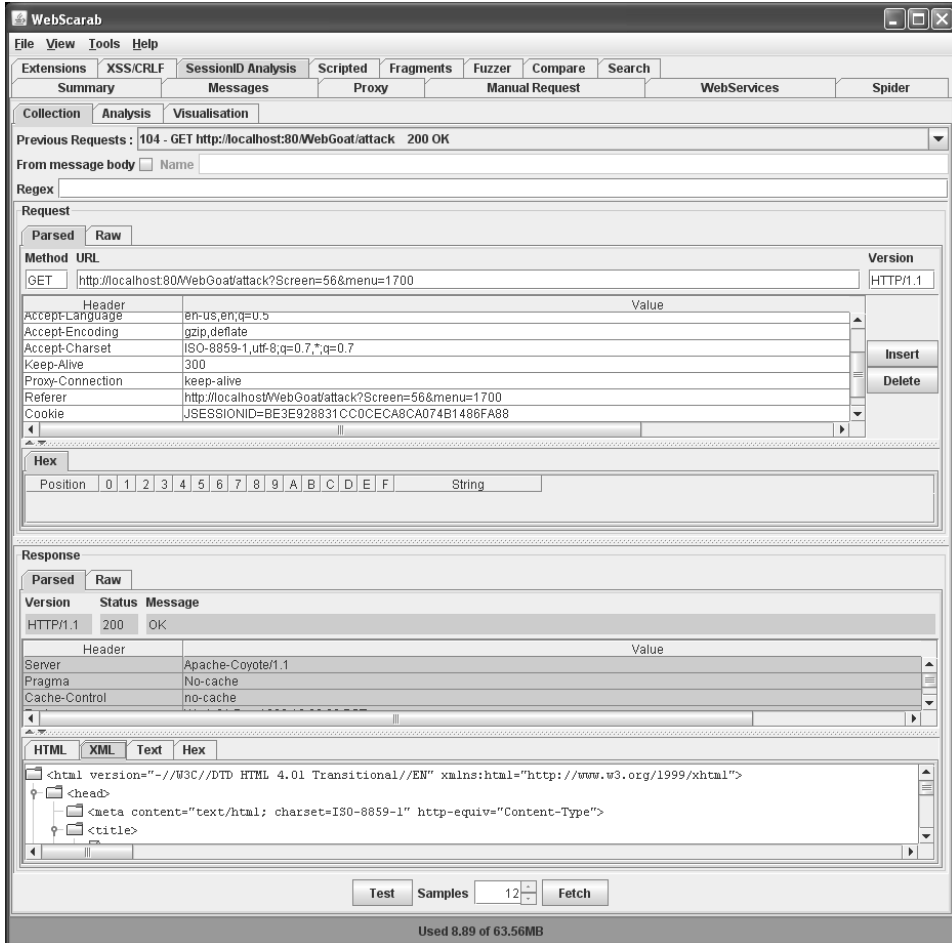 WebScarab
File View Tools Help
Extensions XSS/CRLF SessionID Analysis Scripted Fragments Fuzzer Compare Search
Summary Messages Proxy Manual Request WebServices Spider
Collection Analysis Visualisation
Previous Requests : 104 - GET http://localhost:80/WebGoat/attack 200 OK
From message body Name
Regex
Request
Parsed Raw
Method URL Version
GET http://localhost:80/WebGoat/attack?Screen=56&menu=1700 HTTP/1.1
Header Value
Accept-Language en-us,en;q=0.5
Accept-Encoding gzip,deflate
Accept-Charset ISO-8859-1,utf-8;q=0.7,*;q=0.7
Keep-Alive 300
Proxy-Connection keep-alive
Referer http://localhost/WebGoat/attack?Screen=56&menu=1700
Cookie JSESSIONID=BE3E928831CC0CECA8CA074B1486FA88
Insert
Delete
Hex
Position 0 1 2 3 4 5 6 7 8 9 A B C D E F String
Response
Parsed Raw
Version Status Message
HTTP/1.1 200 OK
Header Value
Server Apache-Coyote/1.1
Pragma No-cache
Cache-Control no-cache
HTML XML Text Hex
<html version="-//W3C//DTD HTML 4.01 Transitional//EN" xmlns:html="http://www.w3.org/1999/xhtml">
<head>
<meta content="text/html; charset=ISO-8859-1" http-equiv="Content-Type">
<title>
Test Samples 12 Fetch
Used 8.89 of 63.56MB